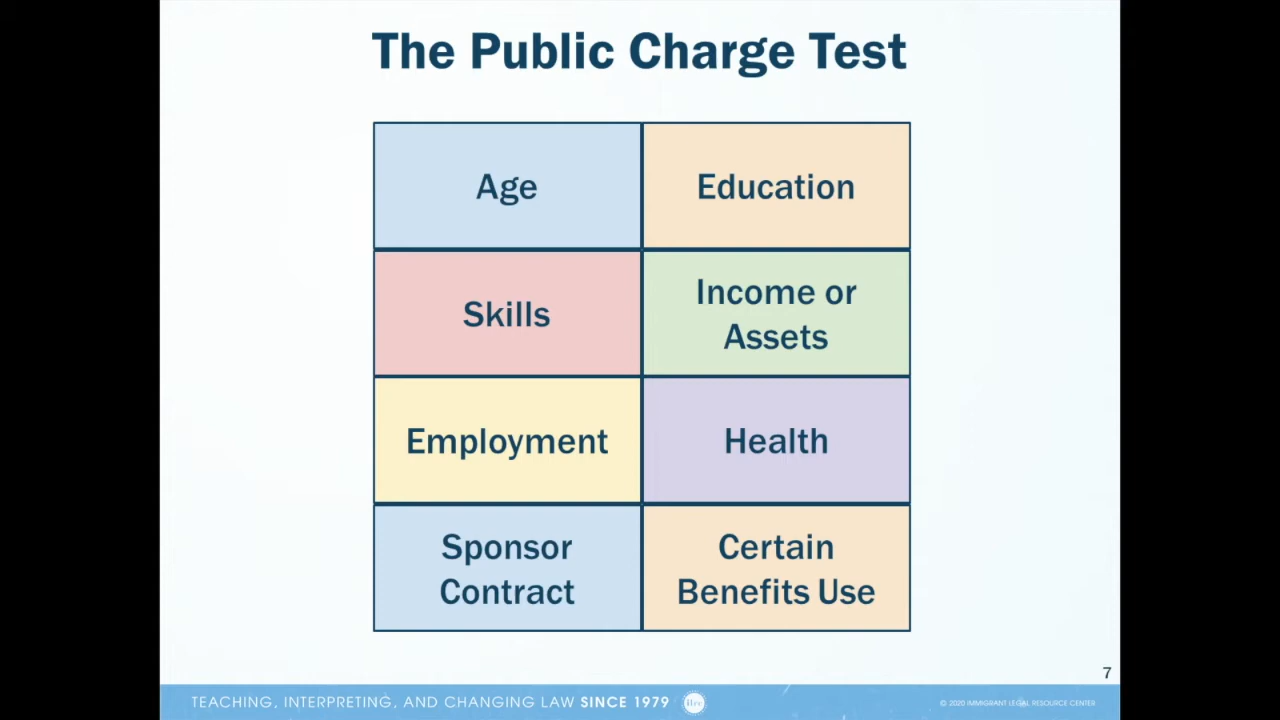 The Public Charge Test
Age
Education
Skills
Income or
Assets
Employment
Health
Sponsor
Contract
Certain
Benefits Use
7
TEACHING, INTERPRETING, AND CHANGING LAW SINCE 1979
© 2020 IMMIGRANT LEGAL RESOURCE CENTER